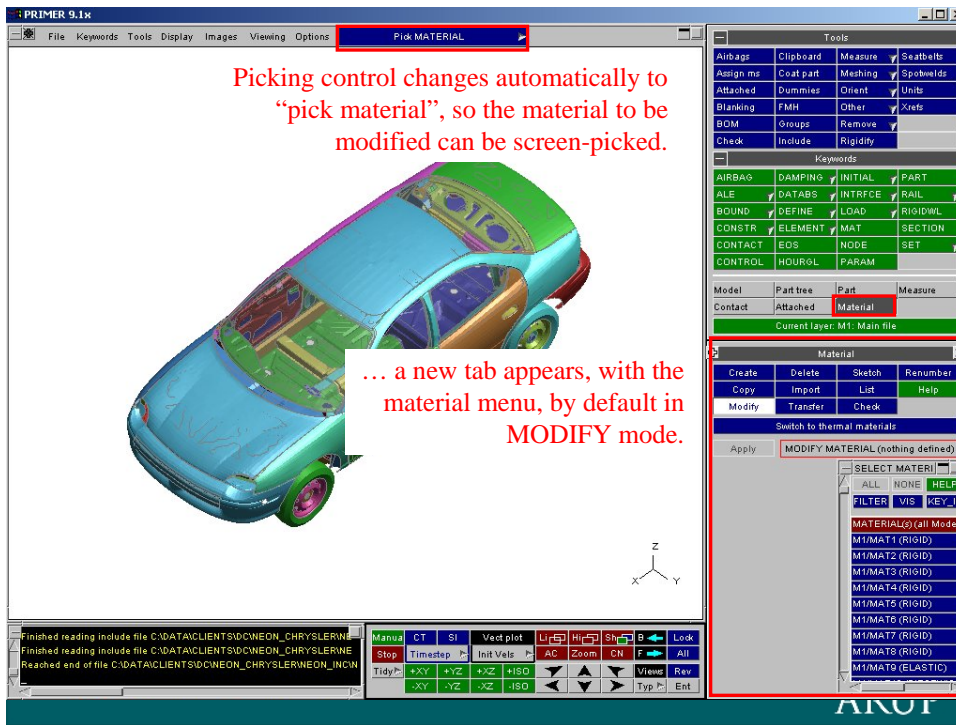 PRIMER 9.1x
File Keywords Tools Display Images Viewing Options Pick MATERIAL
Picking control changes automatically to
“pick material”, so the material to be
modified can be screen-picked.
… a new tab appears, with the
material menu, by default in
MODIFY mode.
Z
X Y
Tools
Airbags Clipboard Measure Seatbelts
Assign ms Coat part Meshing Spotwelds
Attached Dummies Orient Units
Blanking FMH Other Xrefs
BOM Groups Remove
Check Include Rigidify
Keywords
AIRBAG DAMPING INITIAL PART
ALE DATABS INTRFCE RAIL
BOUND DEFINE LOAD RIGIDWL
CONSTR ELEMENT MAT SECTION
CONTACT EOS NODE SET
CONTROL HOURGL PARAM
Model Part tree Part Measure
Contact Attached Material
Current layer: M1: Main file
Material
Create Delete Sketch Renumber
Copy Import List Help
Modify Transfer Check
Switch to thermal materials
Apply MODIFY MATERIAL (nothing defined)
SELECT MATERI
ALL NONE HELP
FILTER VIS KEY_I
MATERIAL(s) (all Mode
M1/MAT1 (RIGID)
M1/MAT2 (RIGID)
M1/MAT3 (RIGID)
M1/MAT4 (RIGID)
M1/MAT5 (RIGID)
M1/MAT6 (RIGID)
M1/MAT7 (RIGID)
M1/MAT8 (RIGID)
M1/MAT9 (ELASTIC)
Finished reading include file C:\DATA\CLIENTS\DC\NEON_CHRYSLER\NE
Finished reading include file C:\DATA\CLIENTS\DC\NEON_CHRYSLER\NE
Reached end of file C:\DATA\CLIENTS\DC\NEON_CHRYSLER\NEON_INC\N
Manua CT SI Vect plot Li Hi Sh B Lock
Stop Timestep Init Vels AC Zoom CN F All
Tidy +XY +YZ +XZ +ISO Views Rev
-XY -YZ -XZ -ISO Typ Ent
ARUP